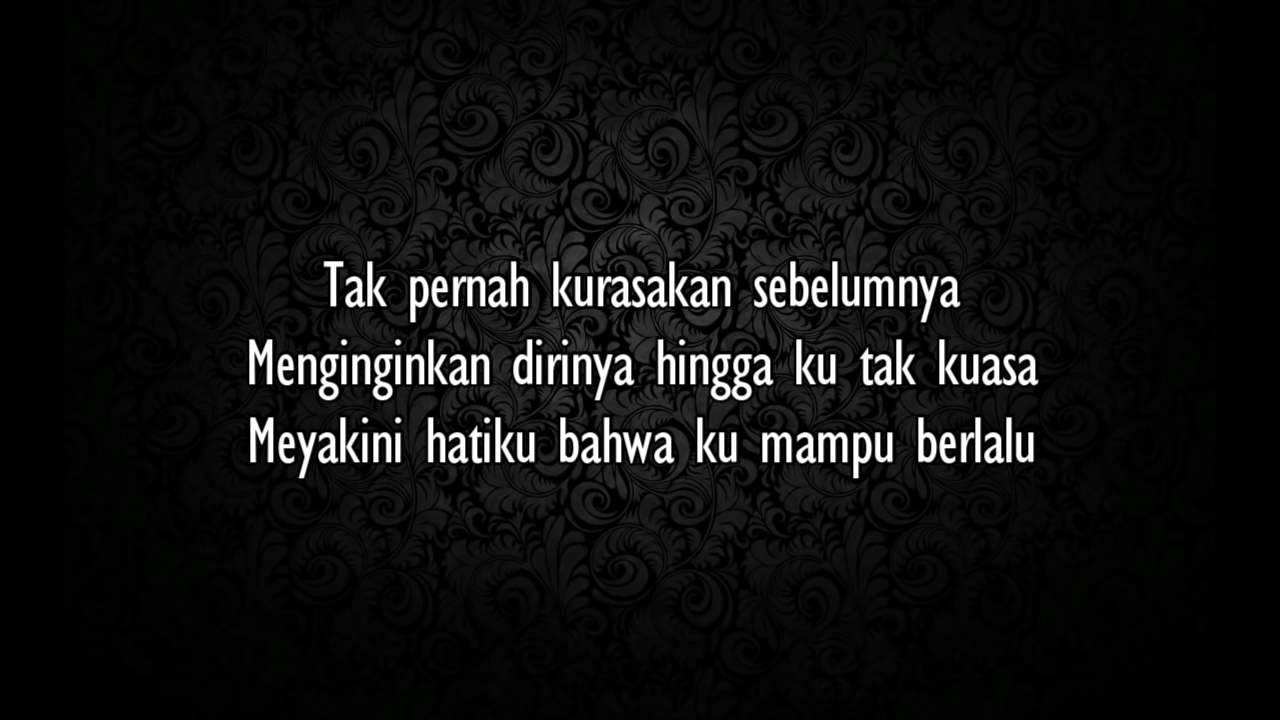 Tak pernah kurasakan sebelumnya
Menginginkan dirinya hingga ku tak kuasa
Meyakini hatiku bahwa ku mampu berlalu